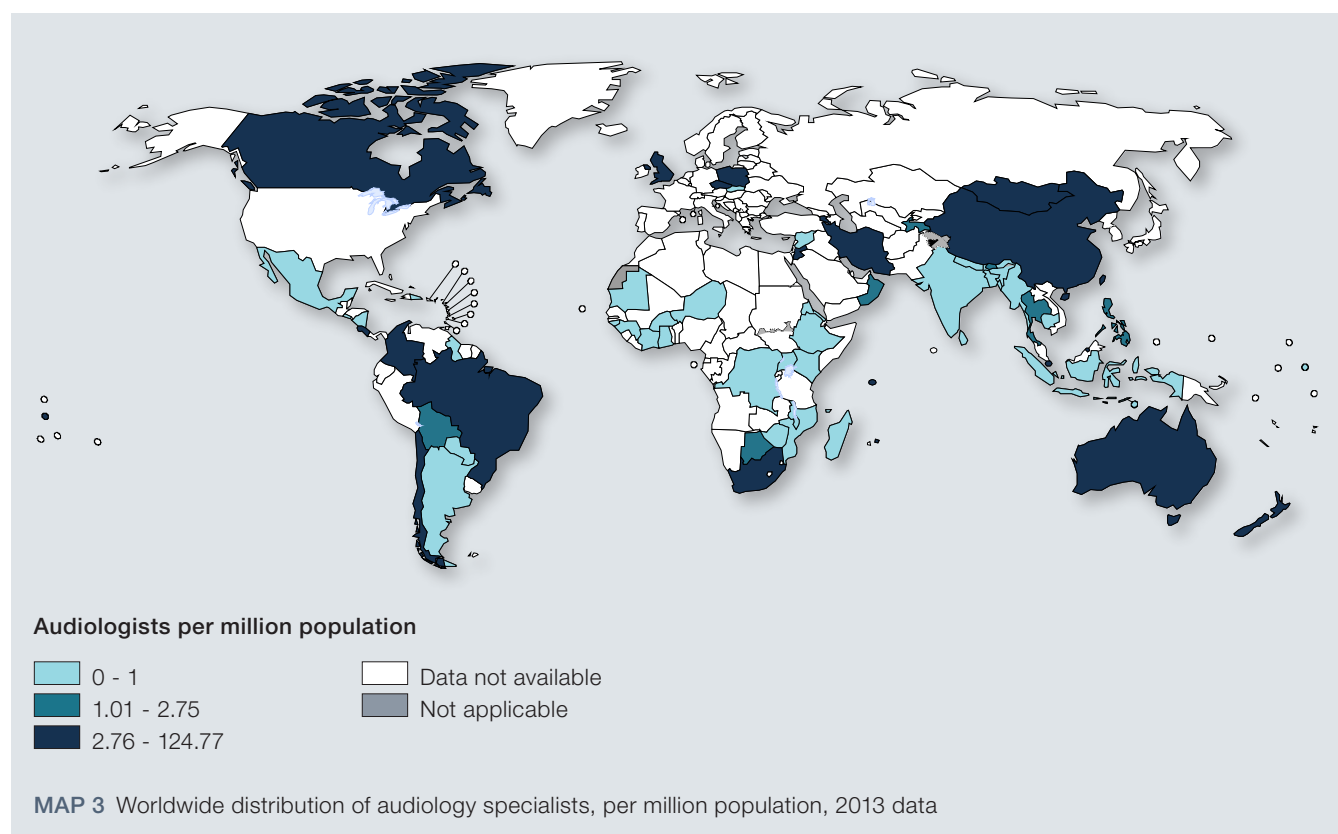 Audiologists per million population
0 - 1
1.01 - 2.75
2.76 - 124.77
Data not available
Not applicable
MAP 3 Worldwide distribution of audiology specialists, per million population, 2013 data